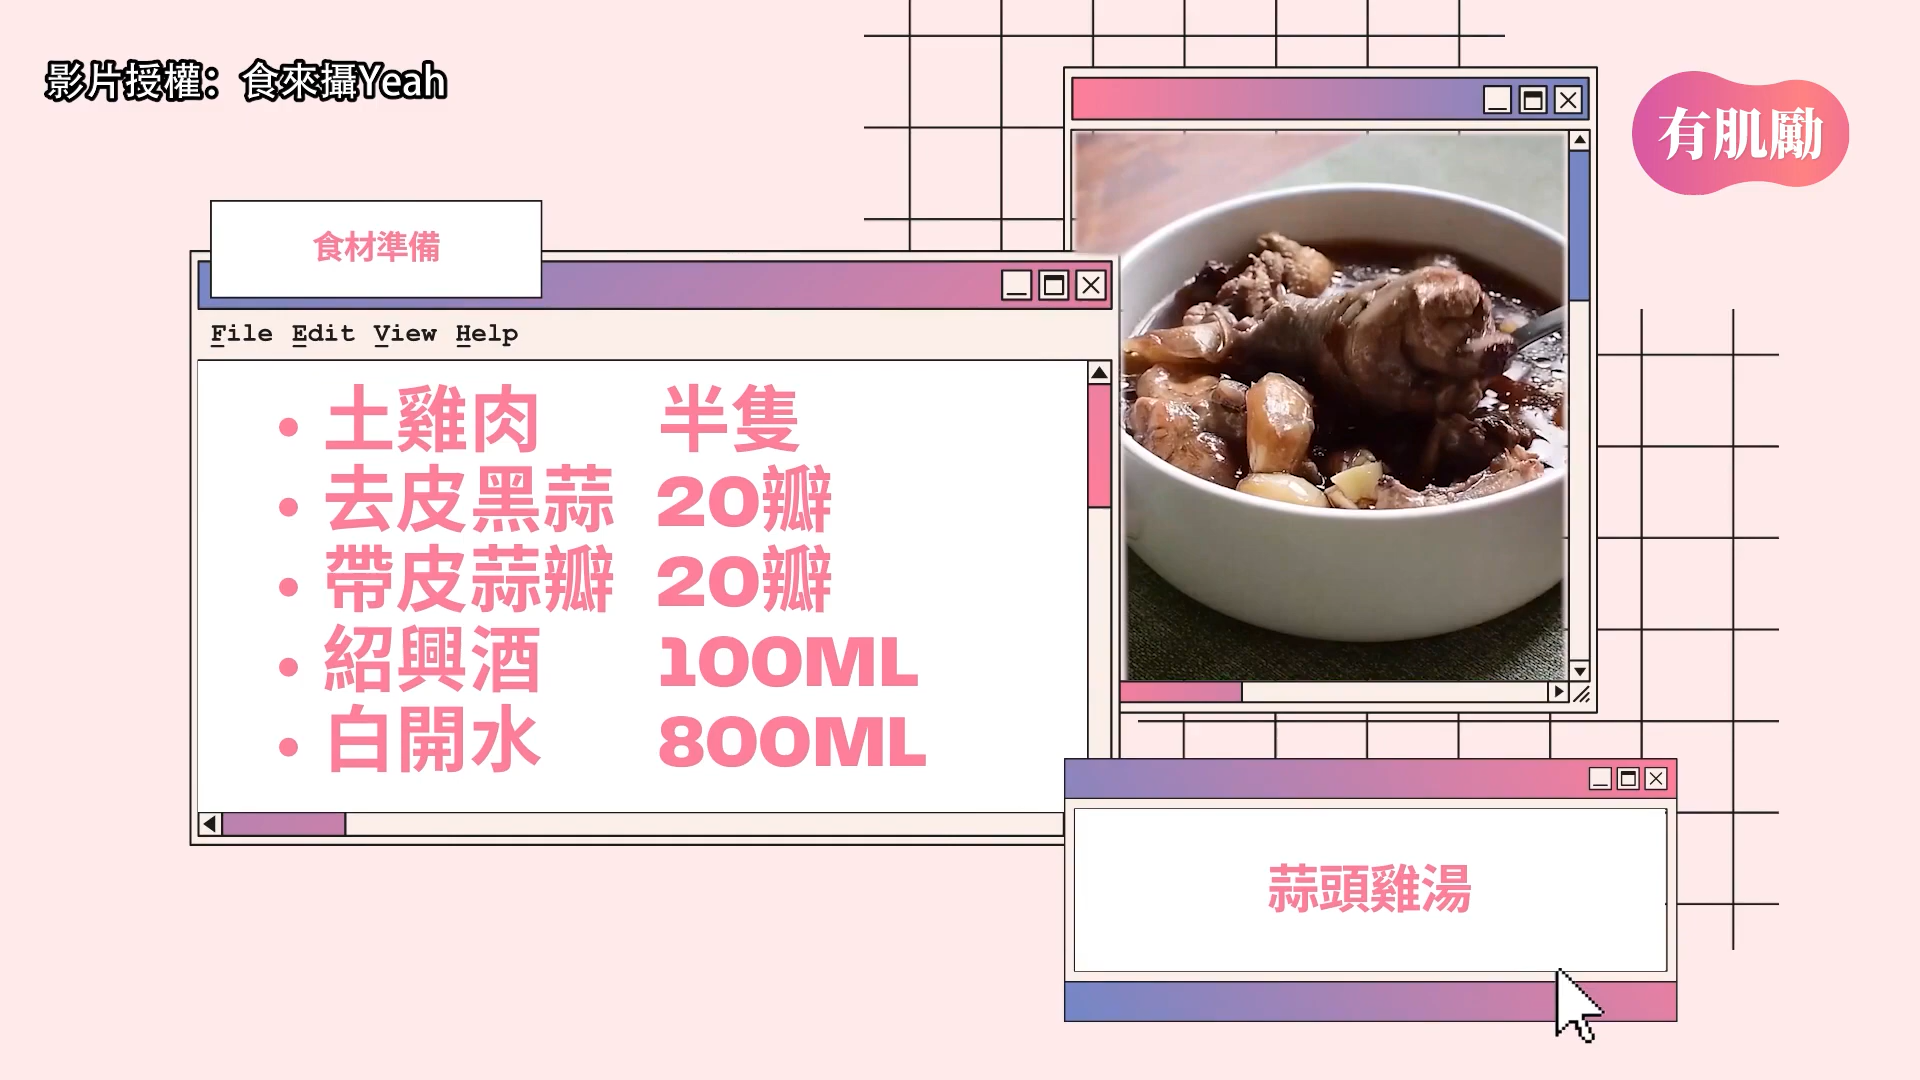 影片授權：食來攝Yeah
有肌勵
食材準備
File Edit View Help
• 土雞肉 半隻
• 去皮黑蒜 20瓣
• 帶皮蒜瓣 20瓣
• 紹興酒 100ML
• 白開水 800ML
蒜頭雞湯